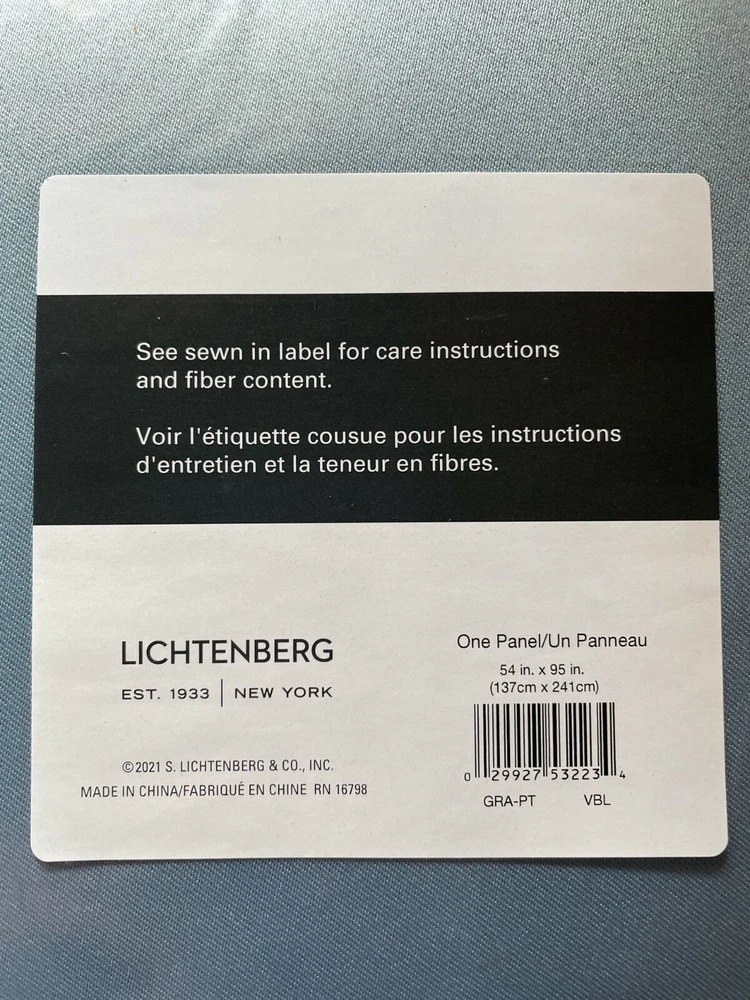 See sewn in label for care instructions
and fiber content.
Voir l'étiquette cousue pour les instructions
d'entretien et la teneur en fibres.
LICHTENBERG
EST. 1933 | NEW YORK
©2021 S. LICHTENBERG & CO., INC.
MADE IN CHINA/FABRIQUÉ EN CHINE RN 16798
One Panel/Un Panneau
54 in. x 95 in.
(137cm x 241cm)
0 29927 53223 4
GRA-PT VBL